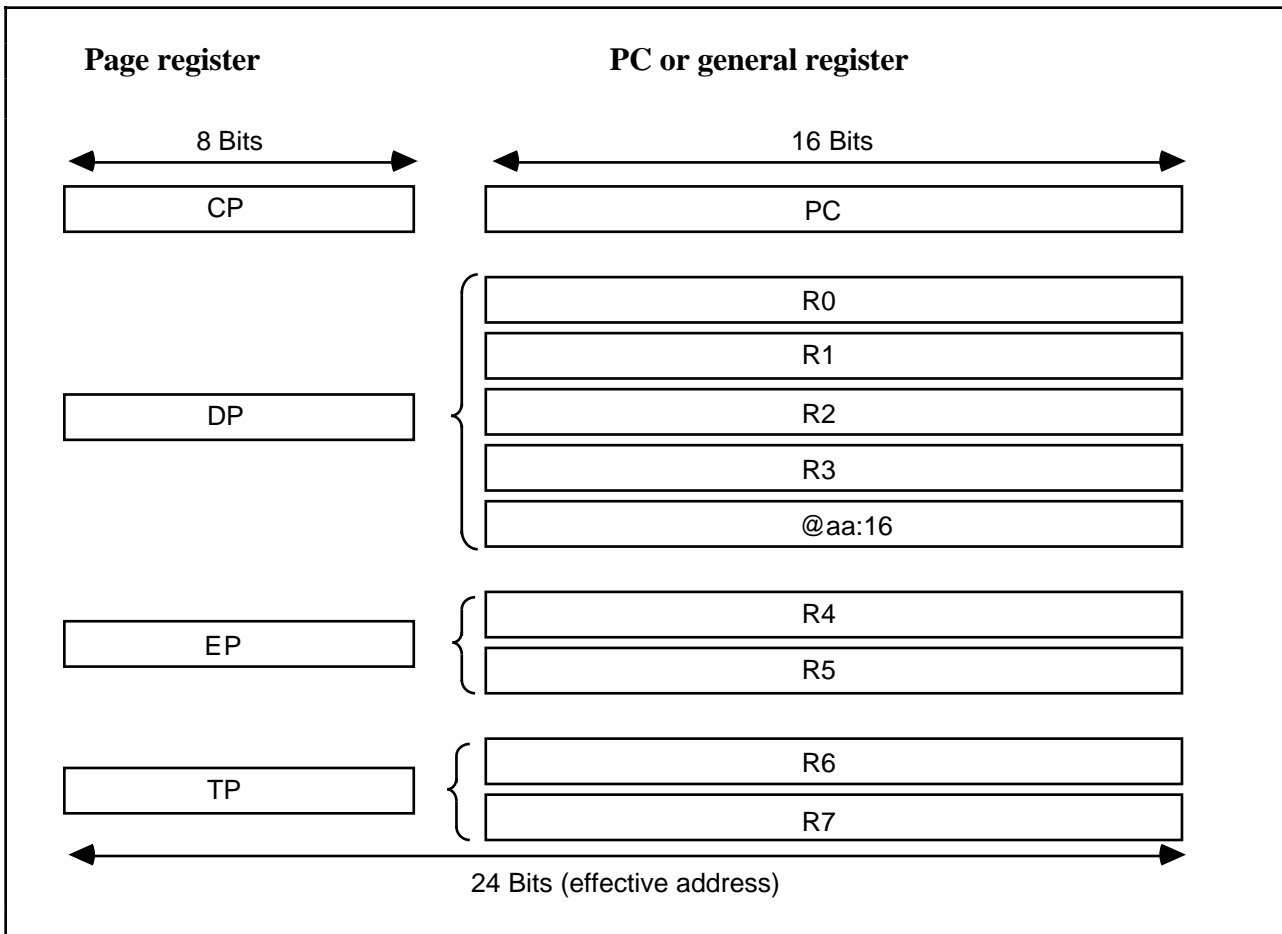 Page register PC or general register
8 Bits 16 Bits
CP PC
R0
R1
DP R2
R3
@aa:16
R4
EP
R5
R6
TP
R7
24 Bits (effective address)